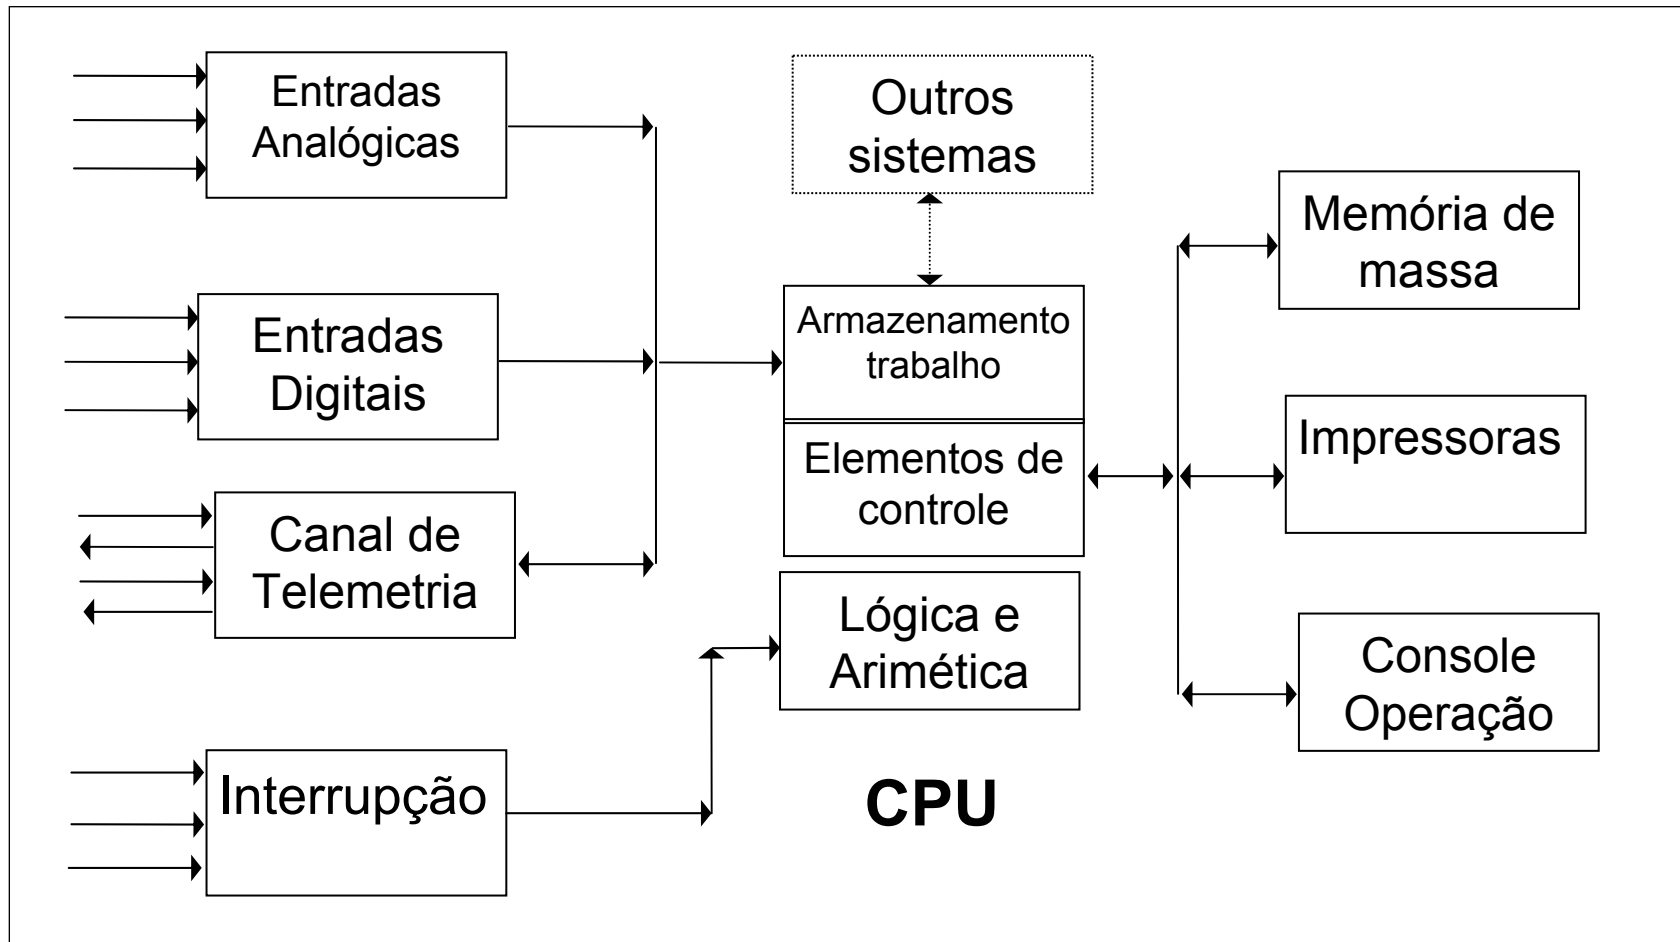 Entradas
Analógicas
Outros
sistemas
Memória de
massa
Entradas
Digitais
Armazenamento
trabalho
Elementos de
controle
Impressoras
Canal de
Telemetria
Lógica e
Arimética
Console
Operação
Interrupção
CPU